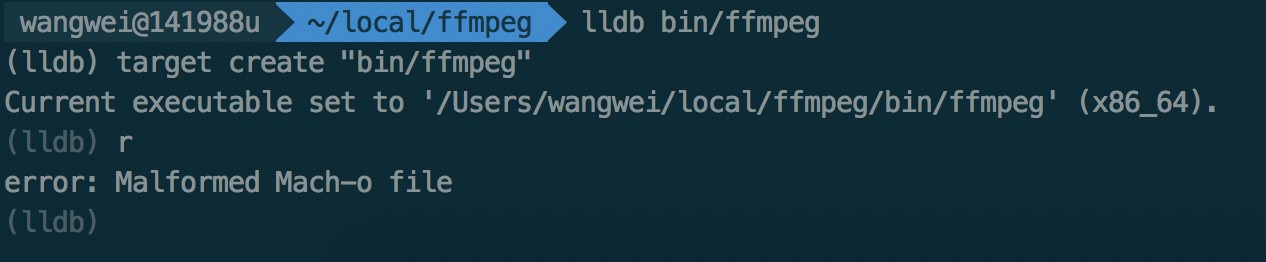 wangwei@141988u ~/local/ffmpeg lldb bin/ffmpeg
(lldb) target create "bin/ffmpeg"
Current executable set to '/Users/wangwei/local/ffmpeg/bin/ffmpeg' (x86_64).
(lldb) r
error: Malformed Mach-o file
(lldb)